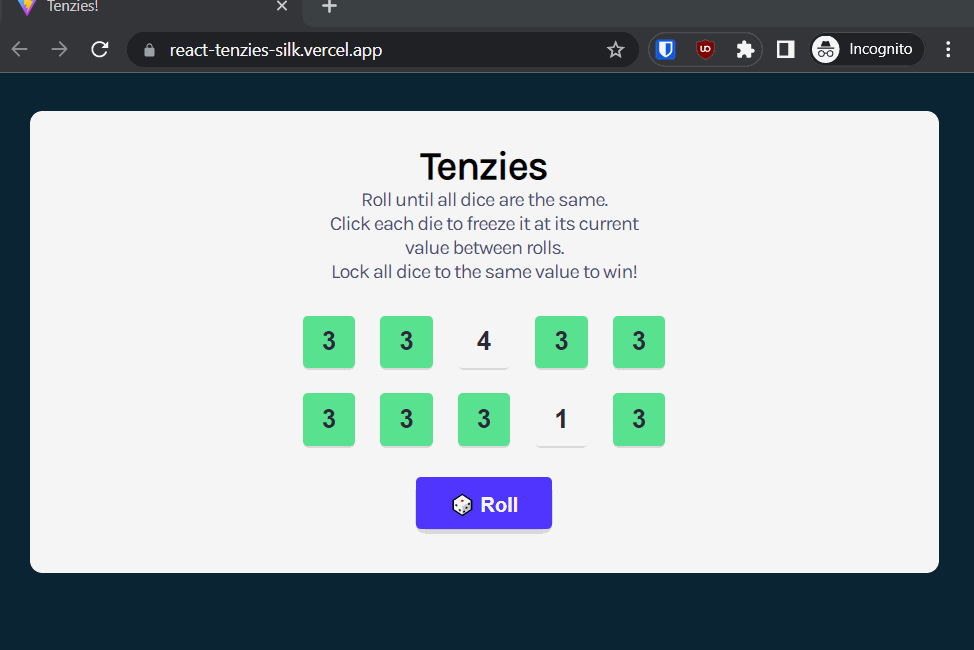 Tenzies!
react-tenzies-silk.vercel.app
Incognito
Tenzies
Roll until all dice are the same.
Click each die to freeze it at its current
value between rolls.
Lock all dice to the same value to win!
3 3 4 3 3
3 3 3 1 3
Roll